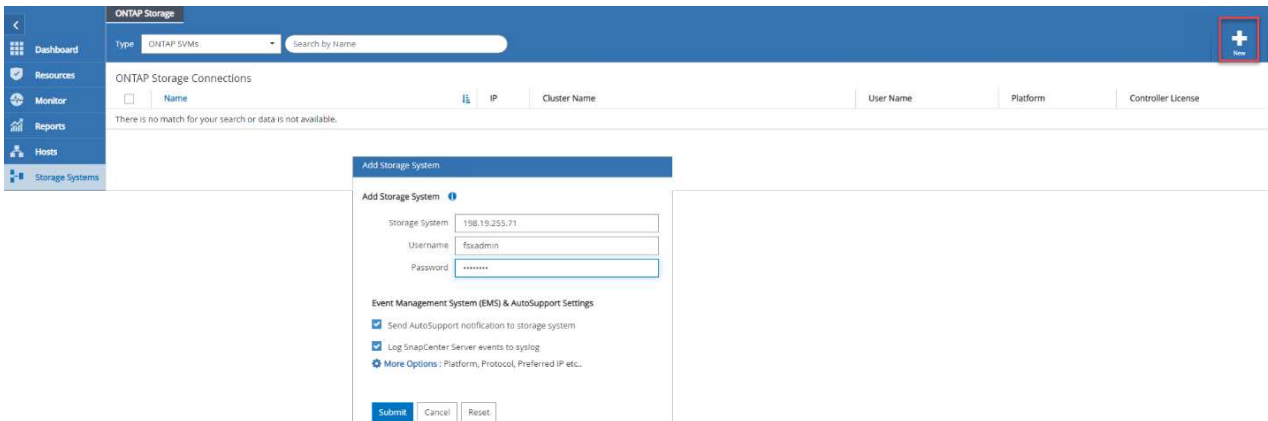 ONTAP Storage
Type ONTAP SVMs Search by Name
New
Dashboard
Resources
Monitor
Reports
Hosts
Storage Systems
ONTAP Storage Connections
Name IP Cluster Name User Name Platform Controller License
There is no match for your search or data is not available.
Add Storage System
Add Storage System
Storage System 198.19.255.71
Username fsxadmin
Password ••••••••
Event Management System (EMS) & AutoSupport Settings
Send AutoSupport notification to storage system
Log SnapCenter Server events to syslog
More Options : Platform, Protocol, Preferred IP etc..
Submit Cancel Reset